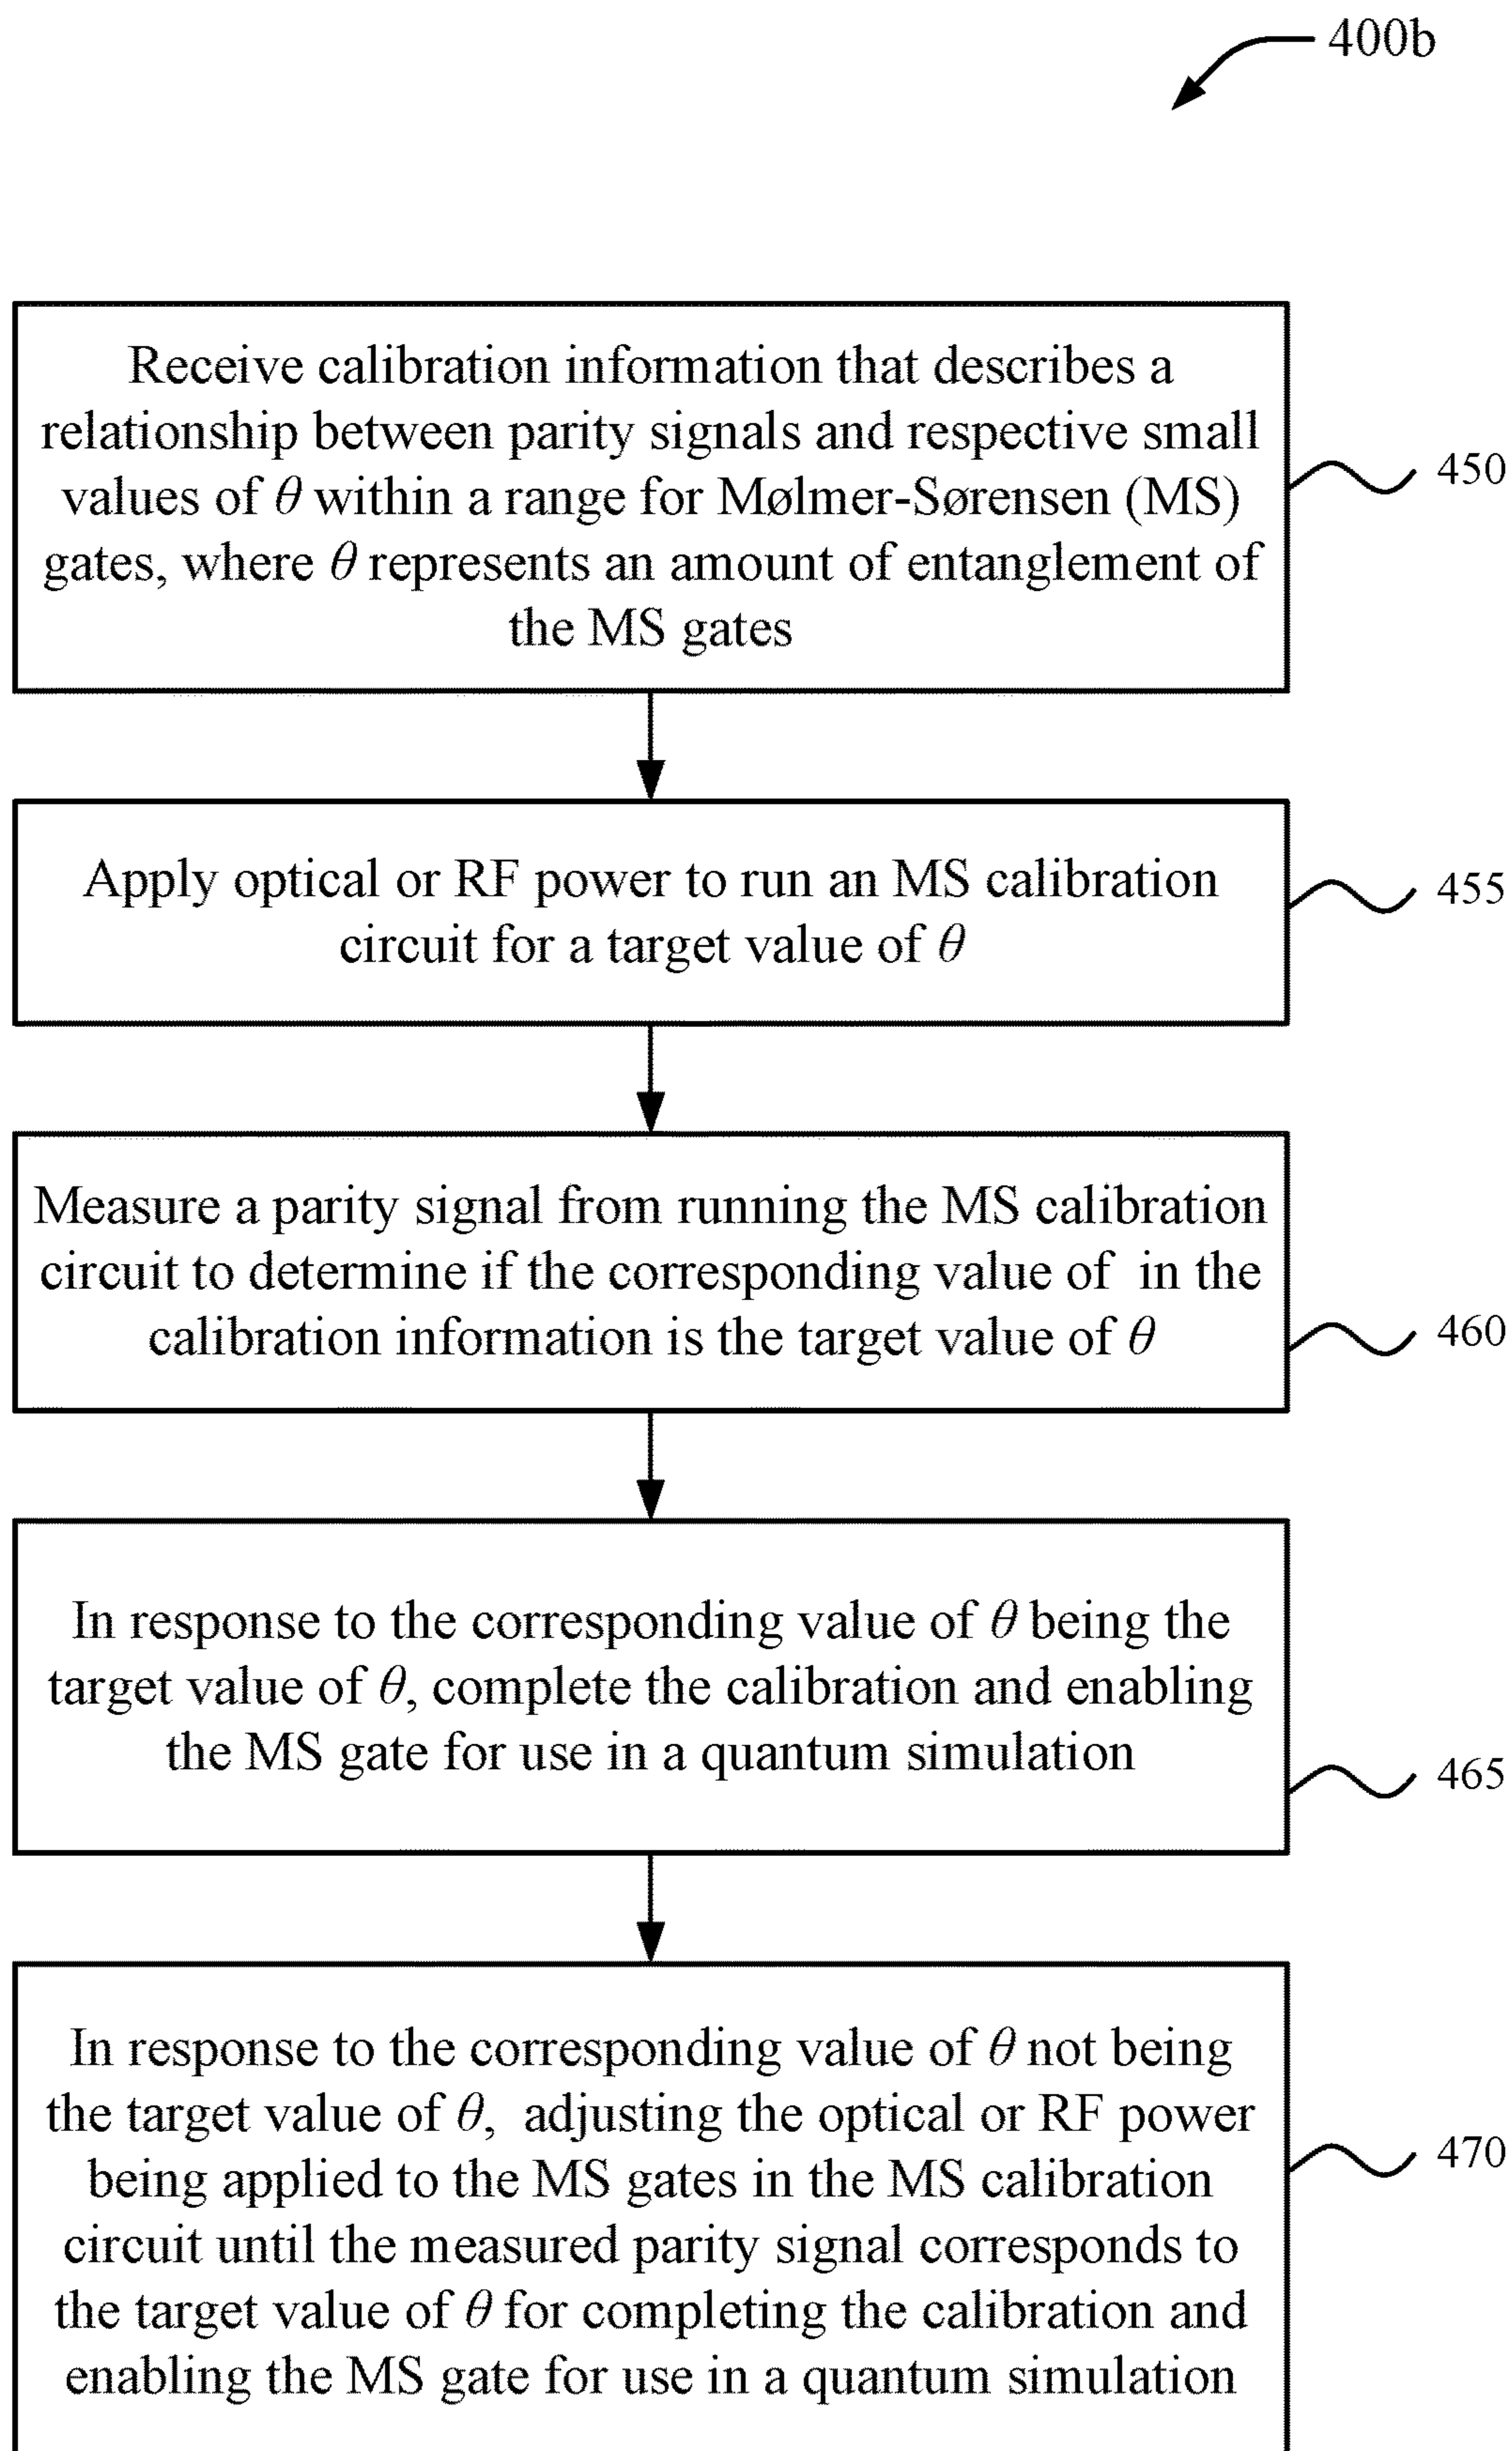 400b
Receive calibration information that describes a
relationship between parity signals and respective small
values of θ within a range for Mølmer-Sørensen (MS)
gates, where θ represents an amount of entanglement of
the MS gates
450
Apply optical or RF power to run an MS calibration
circuit for a target value of θ
455
Measure a parity signal from running the MS calibration
circuit to determine if the corresponding value of in the
calibration information is the target value of θ
460
In response to the corresponding value of θ being the
target value of θ, complete the calibration and enabling
the MS gate for use in a quantum simulation
465
In response to the corresponding value of θ not being
the target value of θ, adjusting the optical or RF power
being applied to the MS gates in the MS calibration
circuit until the measured parity signal corresponds to
the target value of θ for completing the calibration and
enabling the MS gate for use in a quantum simulation
470